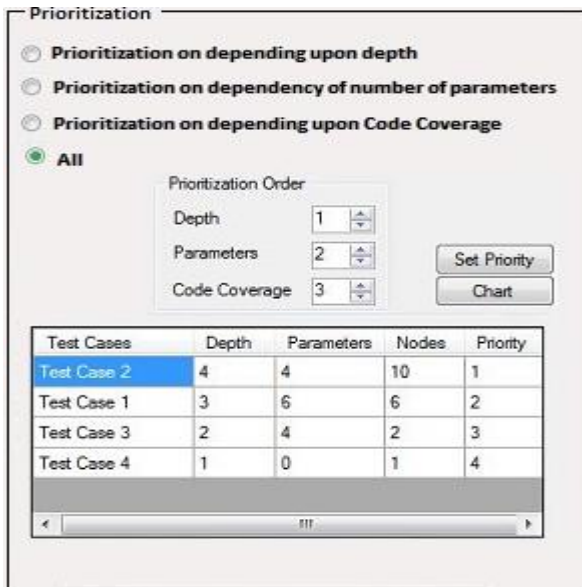 Prioritization
Prioritization on depending upon depth
Prioritization on dependency of number of parameters
Prioritization on depending upon Code Coverage
All
Prioritization Order
Depth 1
Parameters 2
Code Coverage 3
Set Priority
Chart
Test Cases Depth Parameters Nodes Priority
Test Case 2 4 4 10 1
Test Case 1 3 6 6 2
Test Case 3 2 4 2 3
Test Case 4 1 0 1 4